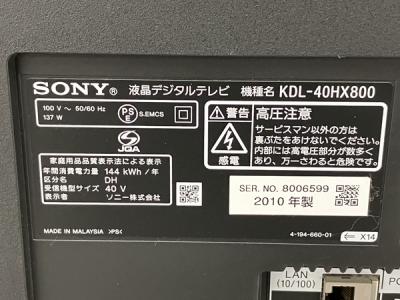 SONY® 液晶デジタルテレビ 機種名 KDL-40HX800
100 V ～ 50/60 Hz
137 W
PS
E
S.EMCS
JQA
家庭用品品質表示法による表示
年間消費電力量 144 kWh / 年
区分名 DH
受信機型サイズ 40 V
表示者 ソニー株式会社
MADE IN MALAYSIA >PS<
警告 高圧注意
感電
サービスマン以外の方は
裏ぶたをあけないでください。
内部には高電圧部分が数多く
あり、万一さわると危険です。
SER. NO. 8006599
2010 年製
4-194-660-01
X14
LAN
(10/100)
PC